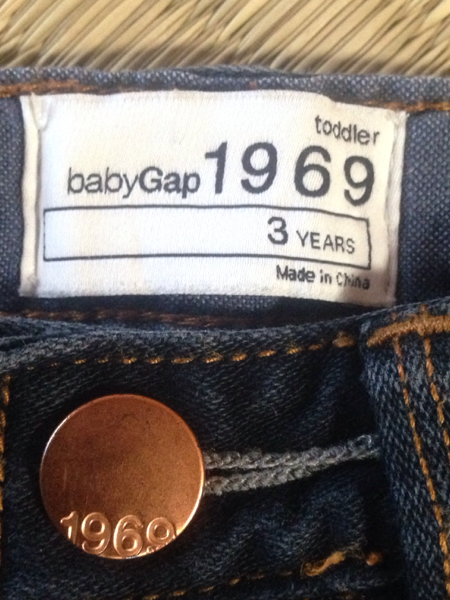 toddler
babyGap 1969
3 YEARS
Made in China
1969